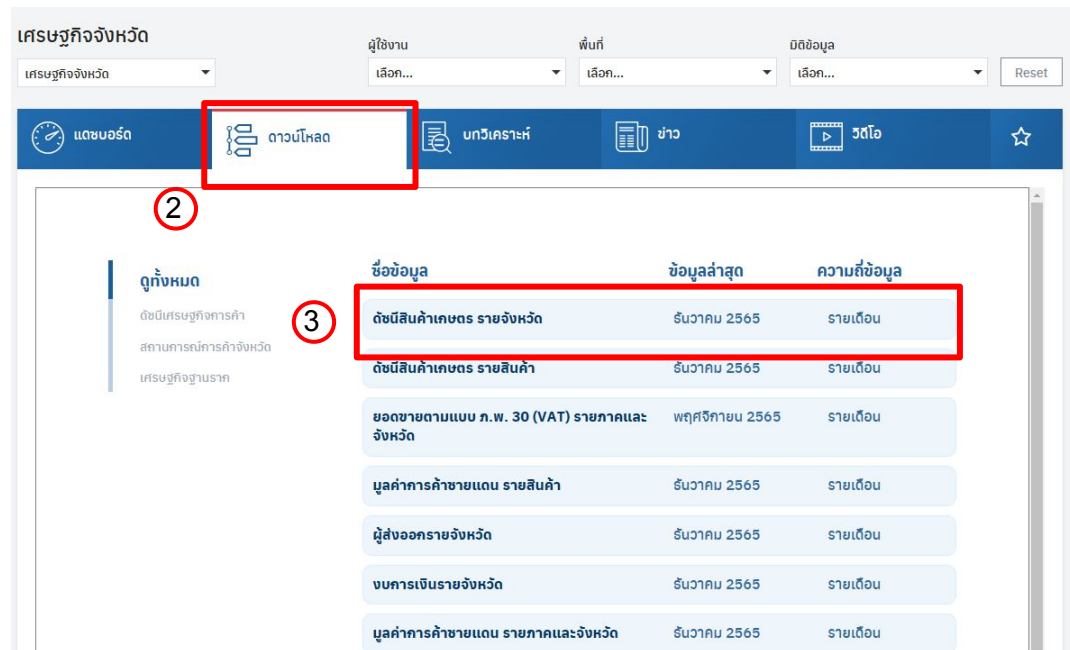 เศรษฐกิจจังหวัด
ผู้ใช้งาน พื้นที่ มิติข้อมูล
เศรษฐกิจจังหวัด เลือก... เลือก... เลือก... Reset
แดชบอร์ด ดาวน์โหลด บทวิเคราะห์ ข่าว วิดีโอ
2
ดูทั้งหมด
ดัชนีเศรษฐกิจการค้า
สถานการณ์การค้าจังหวัด
เศรษฐกิจฐานราก
3
ชื่อข้อมูล ข้อมูลล่าสุด ความถี่ข้อมูล
ดัชนีสินค้าเกษตร รายจังหวัด ธันวาคม 2565 รายเดือน
ดัชนีสินค้าเกษตร รายสินค้า ธันวาคม 2565 รายเดือน
ยอดขายตามแบบ ภ.พ. 30 (VAT) รายภาคและ พฤศจิกายน 2565 รายเดือน
จังหวัด
มูลค่าการค้าชายแดน รายสินค้า ธันวาคม 2565 รายเดือน
ผู้ส่งออกรายจังหวัด ธันวาคม 2565 รายเดือน
งบการเงินรายจังหวัด ธันวาคม 2565 รายเดือน
มูลค่าการค้าชายแดน รายภาคและจังหวัด ธันวาคม 2565 รายเดือน